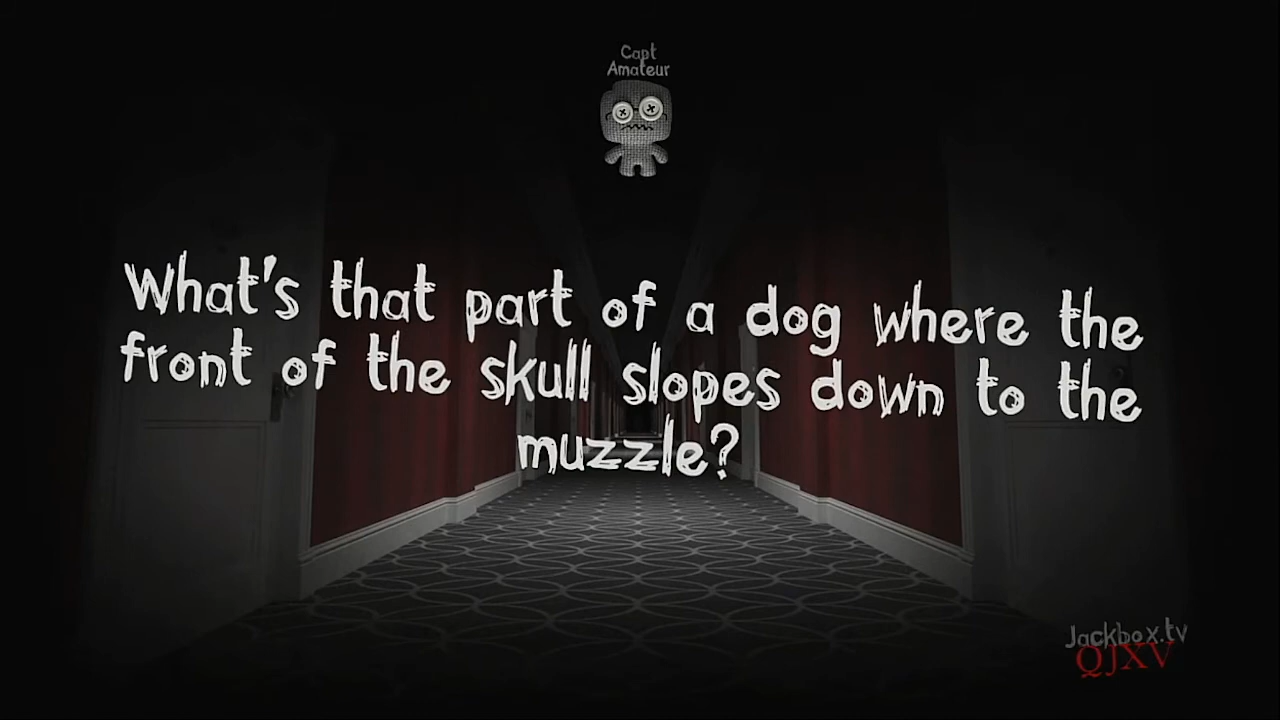 Capt
Amateur
What's that part of a dog where the
front of the skull slopes down to the
muzzle?
Jackbox.tv
QJXV